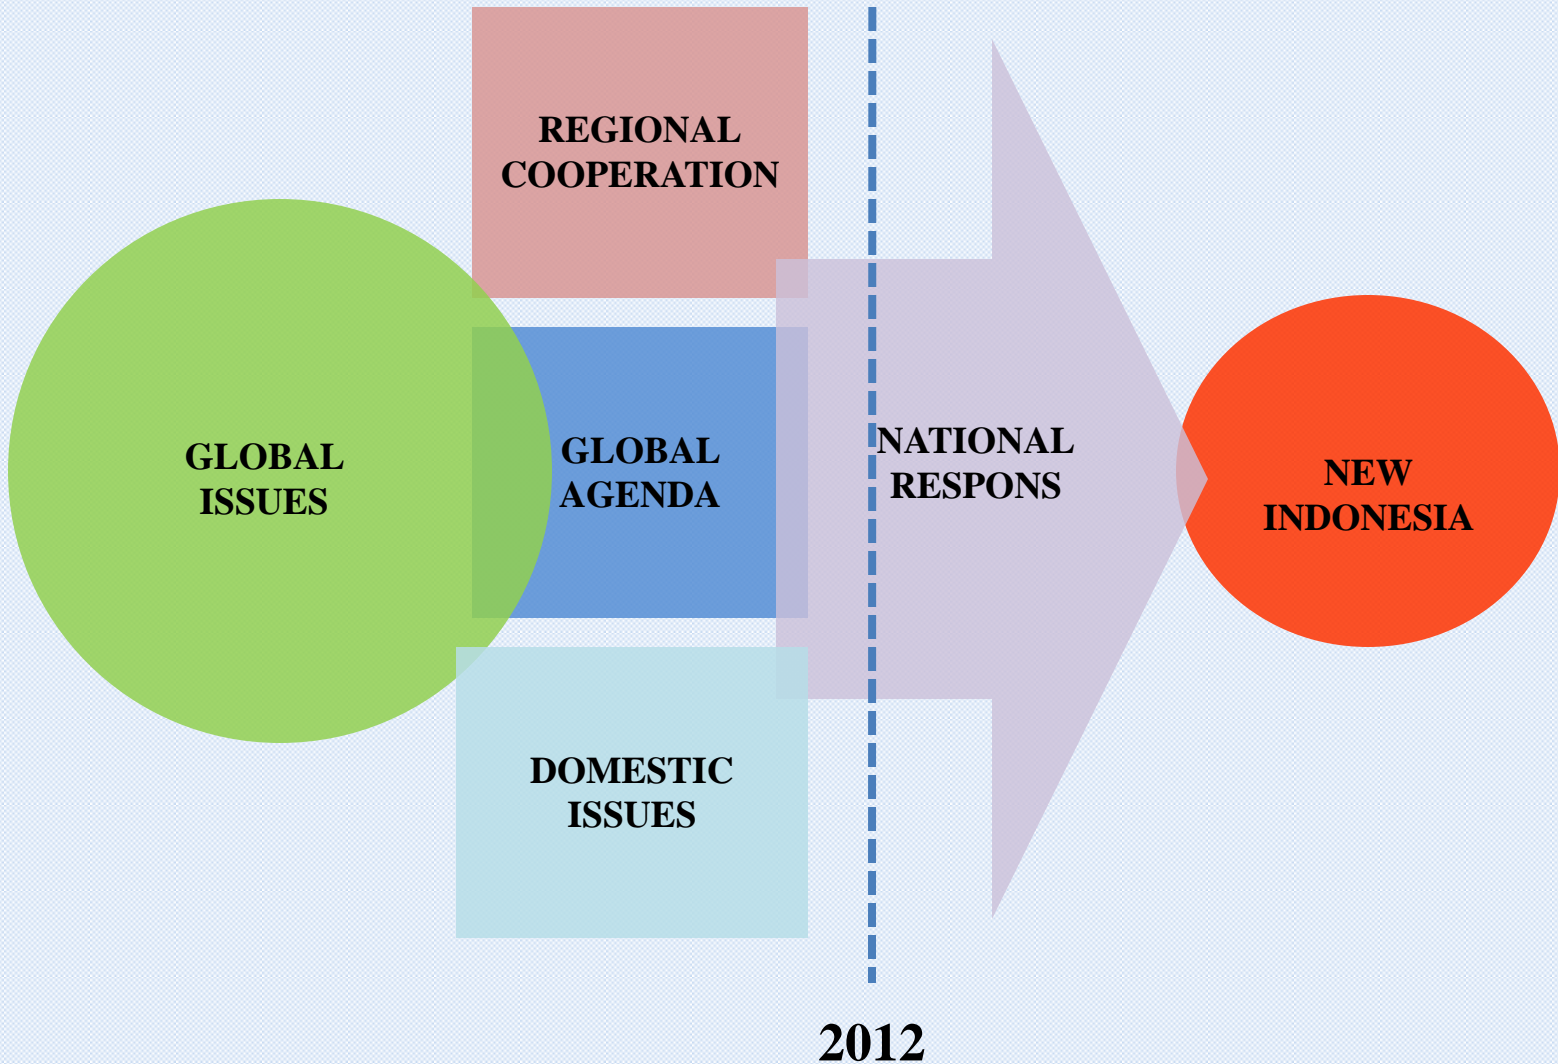 REGIONAL
COOPERATION
GLOBAL
ISSUES
GLOBAL
AGENDA
NATIONAL
RESPONS
NEW
INDONESIA
DOMESTIC
ISSUES
2012